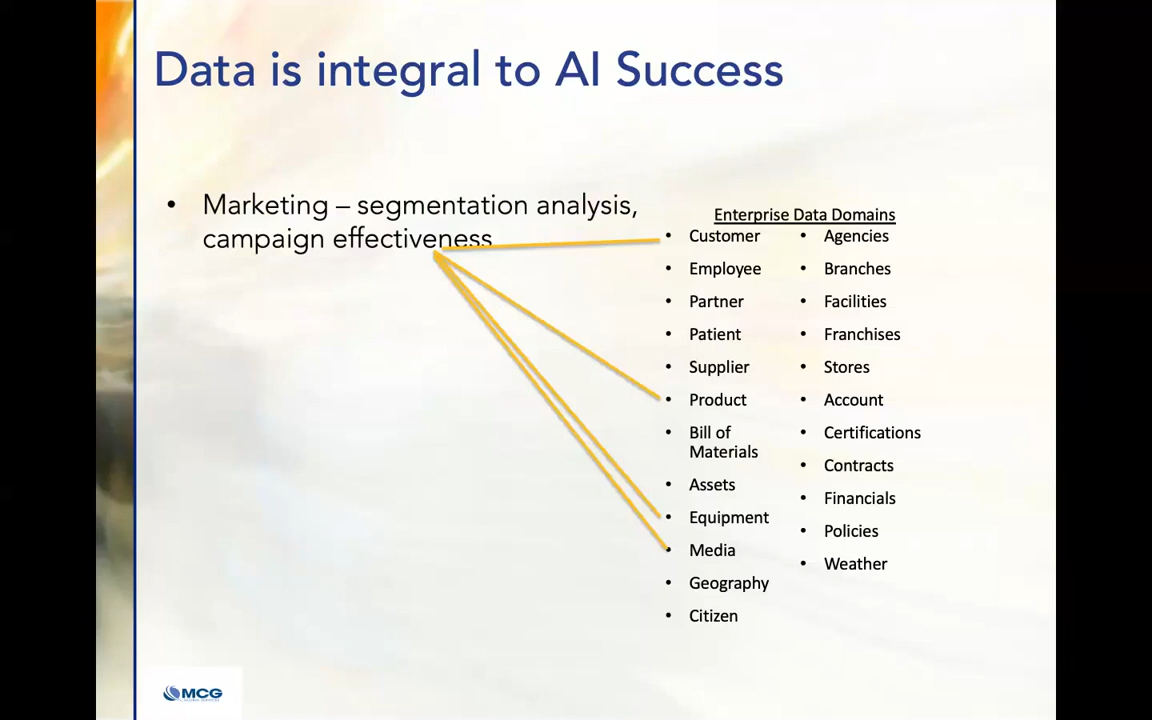 Data is integral to AI Success
• Marketing – segmentation analysis,
campaign effectiveness
Enterprise Data Domains
• Customer
• Employee
• Partner
• Patient
• Supplier
• Product
• Bill of
Materials
• Assets
• Equipment
• Media
• Geography
• Citizen
• Agencies
• Branches
• Facilities
• Franchises
• Stores
• Account
• Certifications
• Contracts
• Financials
• Policies
• Weather
MCG